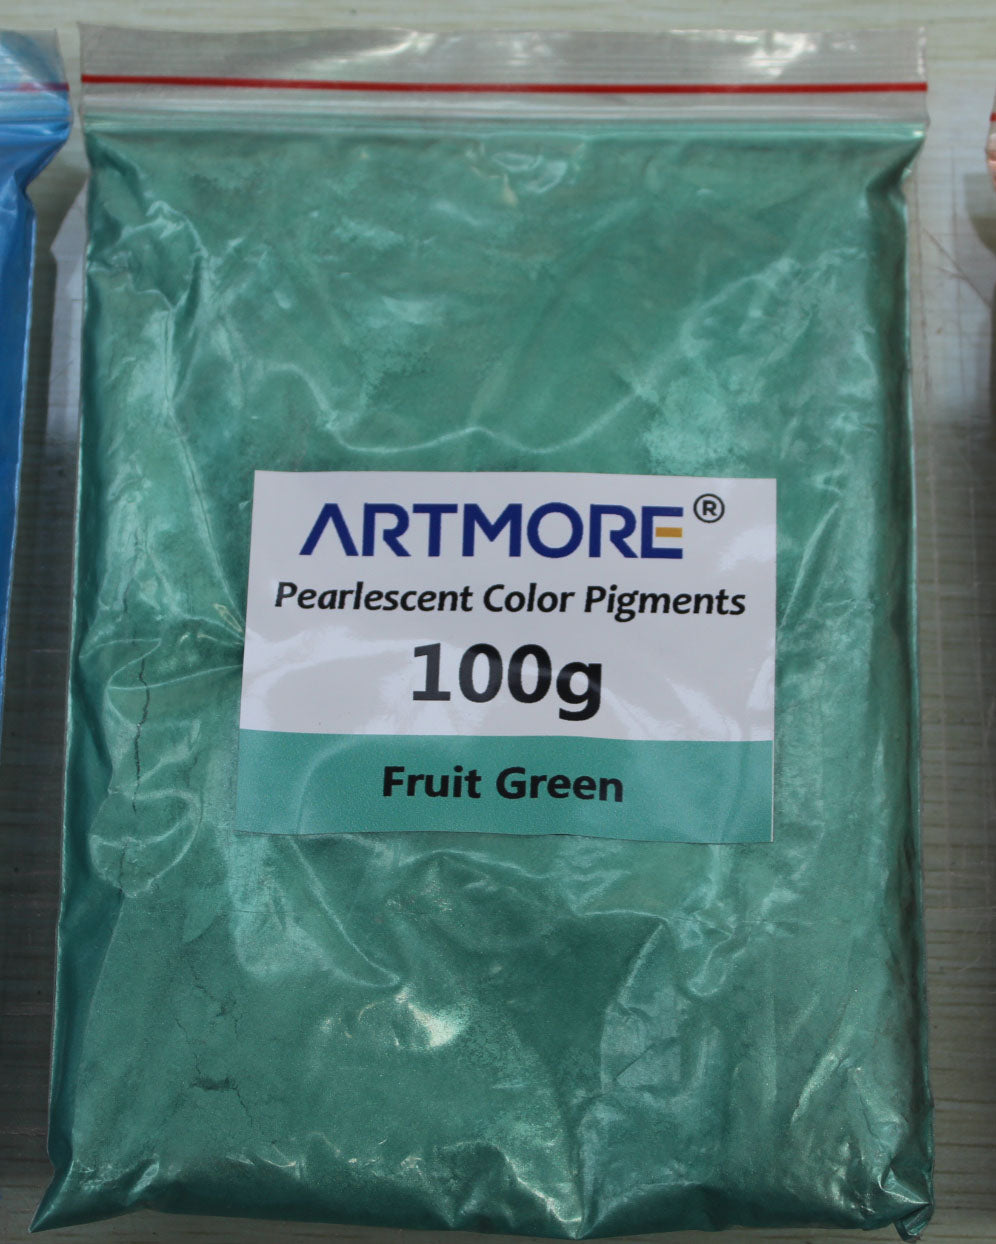 ARTMORE®
Pearlescent Color Pigments
100g
Fruit Green